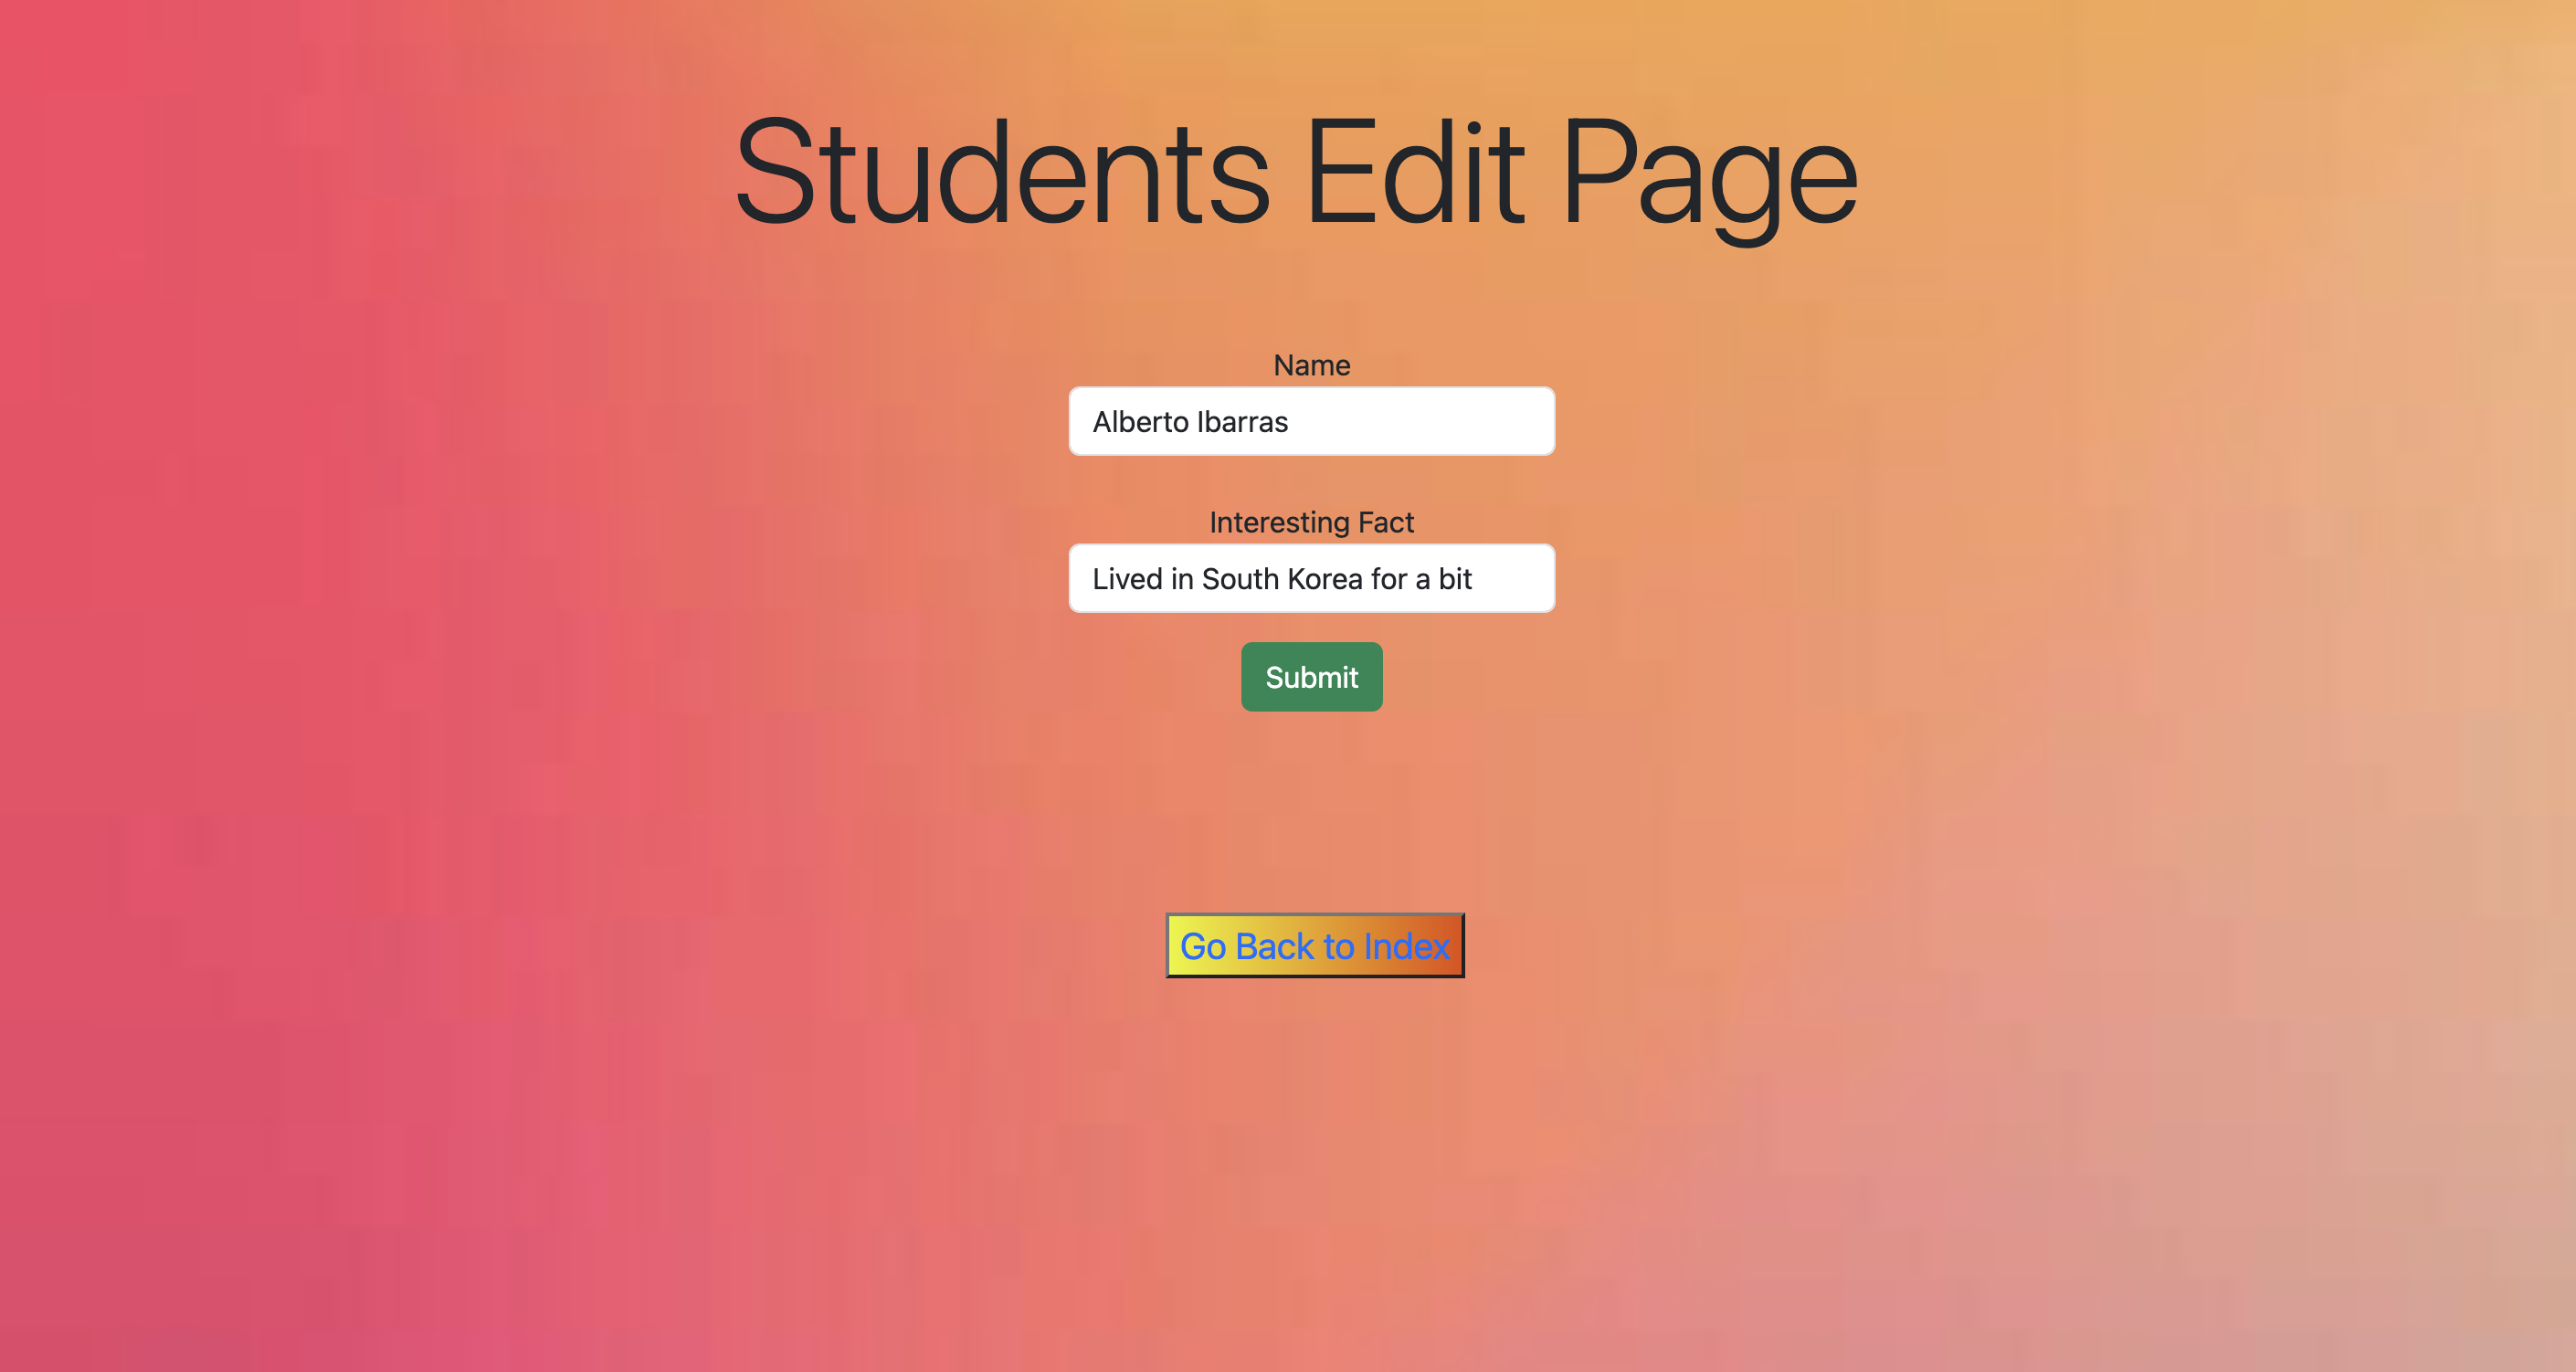 Students Edit Page
Name
Alberto Ibarras
Interesting Fact
Lived in South Korea for a bit
Submit
Go Back to Index